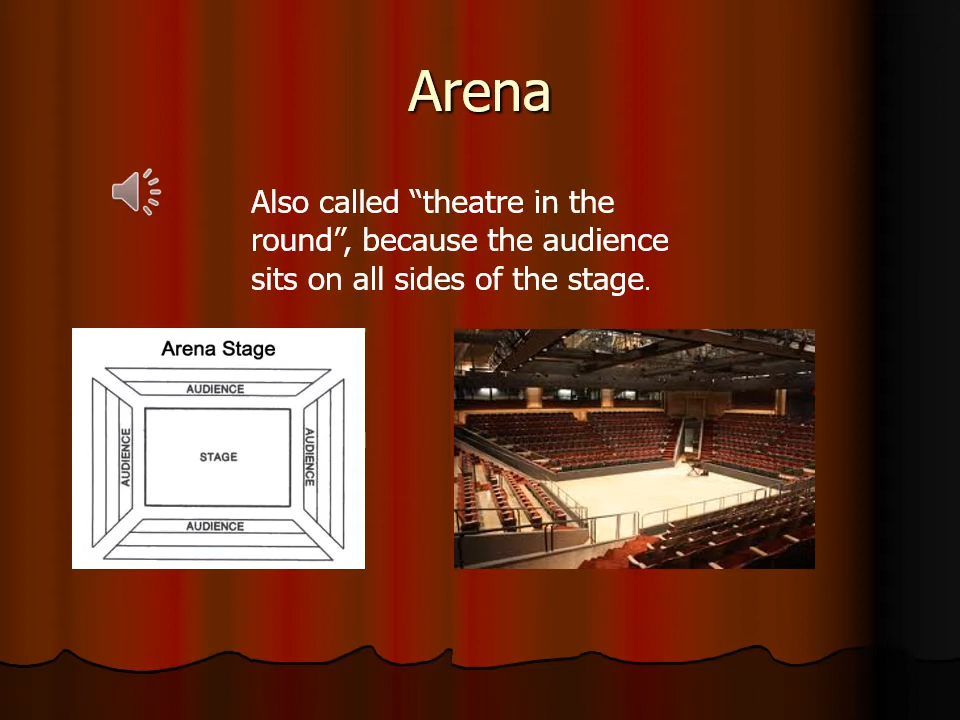 Arena
Also called “theatre in the
round”, because the audience
sits on all sides of the stage.
Arena Stage
AUDIENCE
AUDIENCE
STAGE
AUDIENCE
AUDIENCE